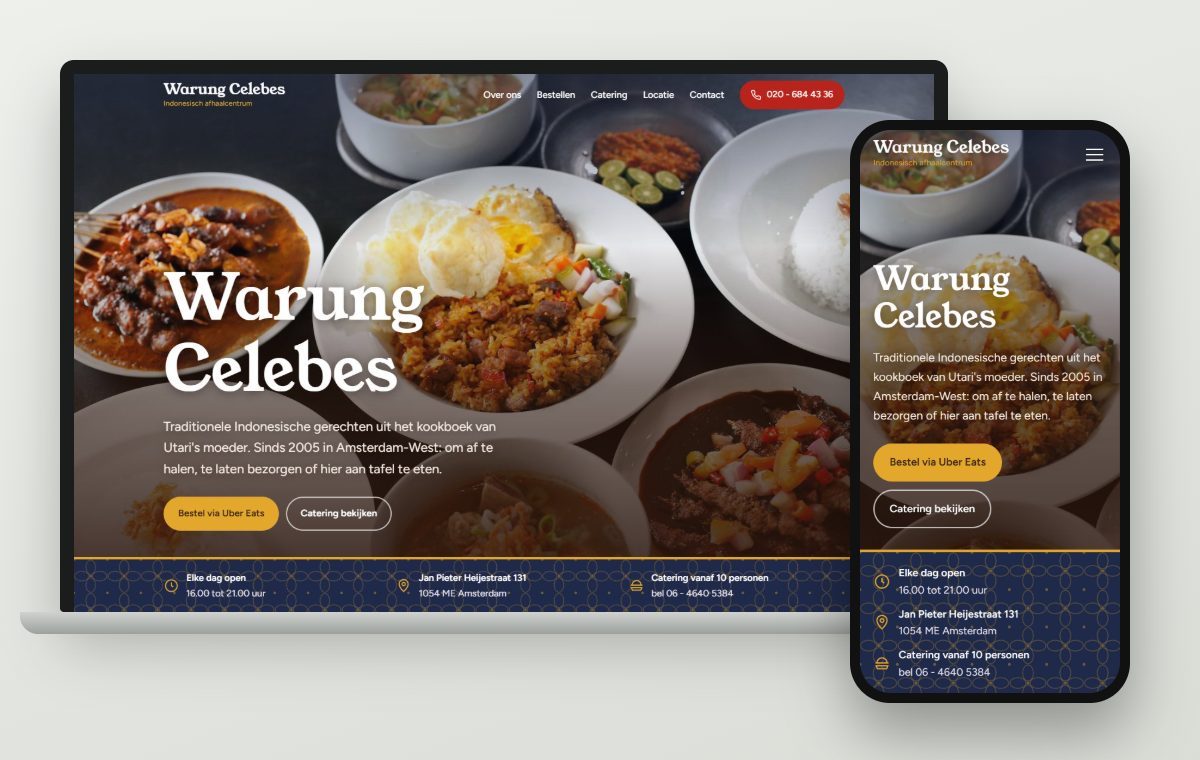 Warung Celebes
Indonesisch afhaalcentrum
Over ons Bestellen Catering Locatie Contact 020 - 684 43 36
Warung
Celebes
Traditionele Indonesische gerechten uit het kookboek van
Utari's moeder. Sinds 2005 in Amsterdam-West: om af te
halen, te laten bezorgen of hier aan tafel te eten.
Bestel via Uber Eats Catering bekijken
Elke dag open
16.00 tot 21.00 uur
Jan Pieter Heijestraat 131
1054 ME Amsterdam
Catering vanaf 10 personen
bel 06 - 4640 5384
Warung Celebes
Indonesisch afhaalcentrum
Warung
Celebes
Traditionele Indonesische gerechten uit het
kookboek van Utari's moeder. Sinds 2005 in
Amsterdam-West: om af te halen, te laten
bezorgen of hier aan tafel te eten.
Bestel via Uber Eats
Catering bekijken
Elke dag open
16.00 tot 21.00 uur
Jan Pieter Heijestraat 131
1054 ME Amsterdam
Catering vanaf 10 personen
bel 06 - 4640 5384